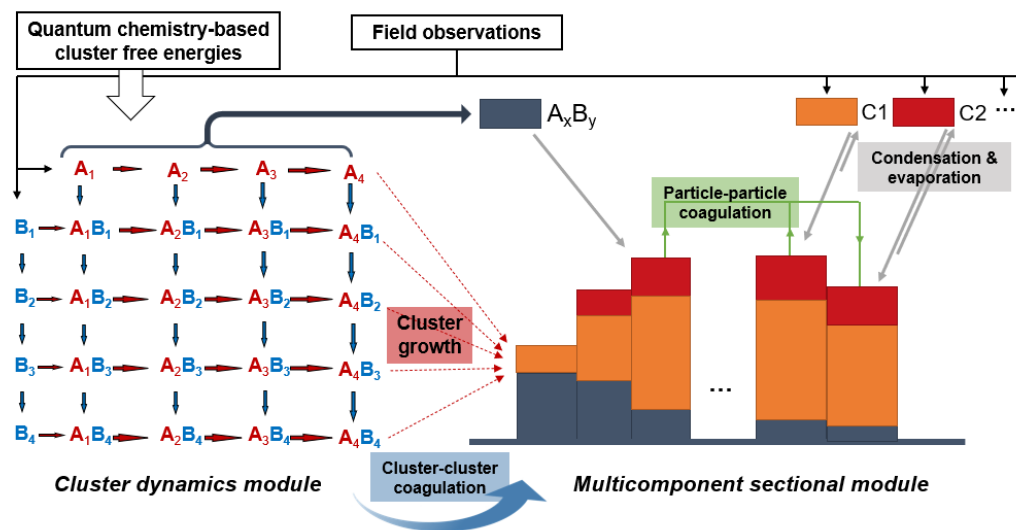 Quantum chemistry-based
cluster free energies
Field observations
AₓBᵧ
C1
C2
...
Condensation &
evaporation
Particle-particle
coagulation
A₁ A₂ A₃ A₄
B₁ A₁B₁ A₂B₁ A₃B₁ A₄B₁
B₂ A₁B₂ A₂B₂ A₃B₂ A₄B₂
B₃ A₁B₃ A₂B₃ A₃B₃ A₄B₃
B₄ A₁B₄ A₂B₄ A₃B₄ A₄B₄
Cluster
growth
...
Cluster dynamics module
Cluster-cluster
coagulation
Multicomponent sectional module